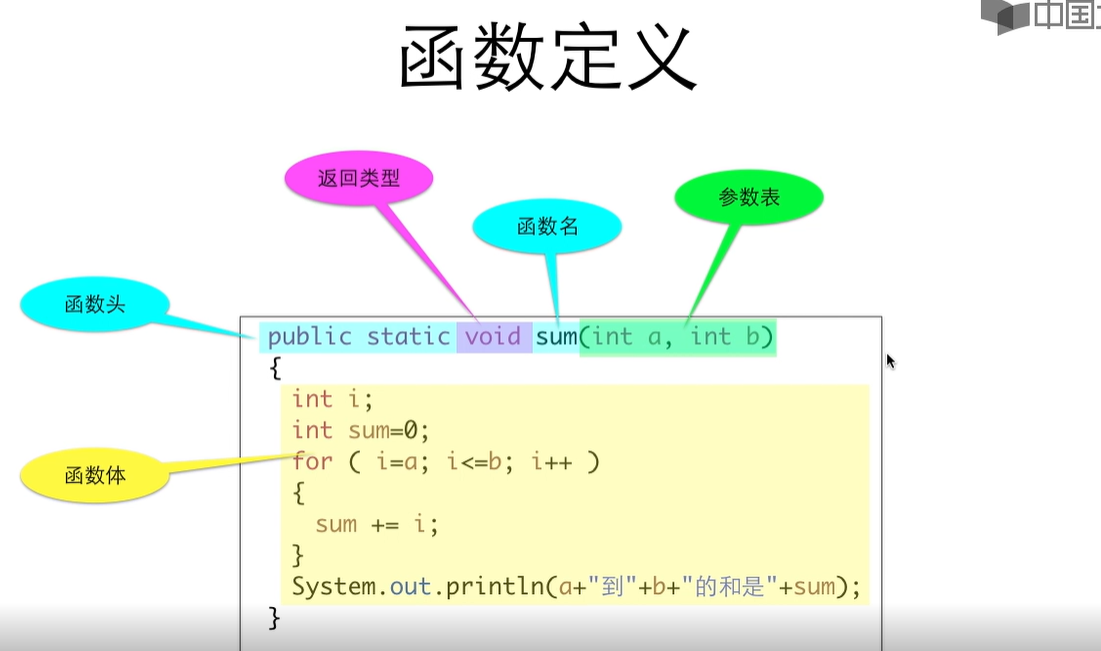 中国
函数定义
返回类型
参数表
函数名
函数头
public static void sum(int a, int b)
{
int i;
int sum=0;
for ( i=a; i<=b; i++ )
函数体
{
sum += i;
}
System.out.println(a+"到"+b+"的和是"+sum);
}